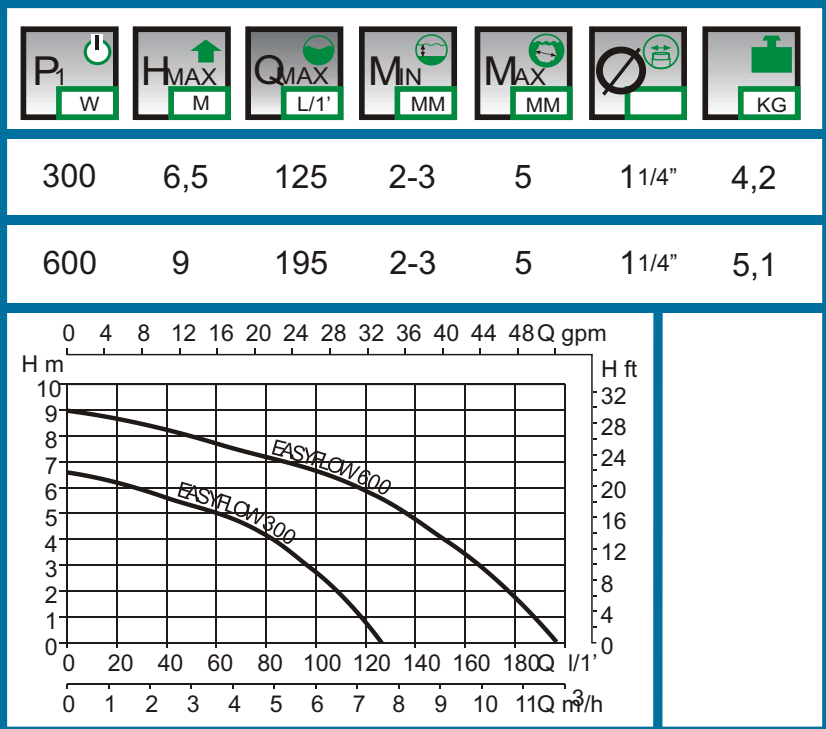 P1 W HMAX M QMAX L/1' MIN MM MAX MM Ø KG
300 6,5 125 2-3 5 1 1/4” 4,2
600 9 195 2-3 5 1 1/4” 5,1
0 4 8 12 16 20 24 28 32 36 40 44 48 Q gpm
H m
H ft
10
32
9
28
8
24
7
EASYFLOW 600
20
6
EASYFLOW 300
16
5
12
4
8
3
4
2
0
1
0
0 20 40 60 80 100 120 140 160 180 Q l/1'
0 1 2 3 4 5 6 7 8 9 10 11 Q m³/h